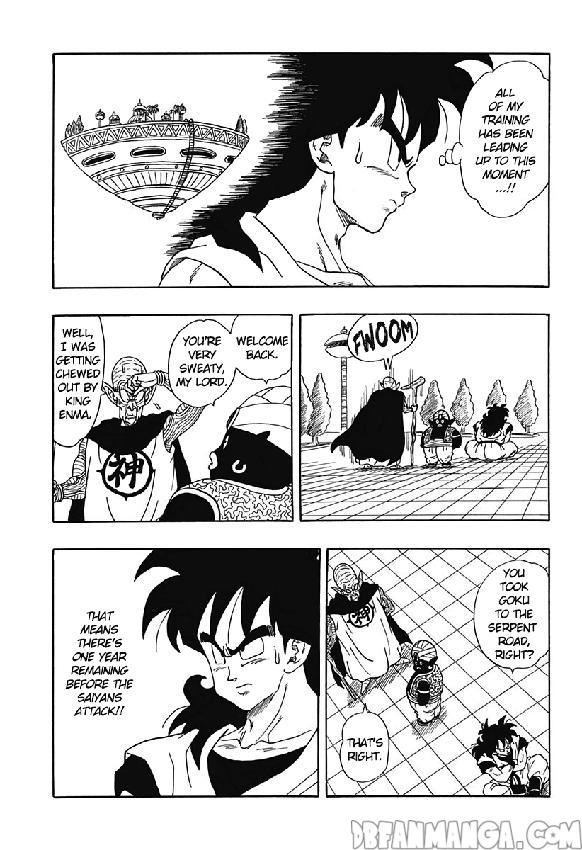 ALL
OF MY
TRAINING
HAS BEEN
LEADING
UP TO THIS
MOMENT
...!!
FWOOM
WELCOME
BACK.
YOU'RE
VERY
SWEATY,
MY LORD.
WELL,
I WAS
GETTING
CHEWED
OUT BY
KING
ENMA.
神
YOU
TOOK
GOKU
TO THE
SERPENT
ROAD,
RIGHT?
神
THAT'S
RIGHT.
THAT
MEANS
THERE'S
ONE YEAR
REMAINING
BEFORE THE
SAIYANS
ATTACK!!
DBFANMANGA.COM